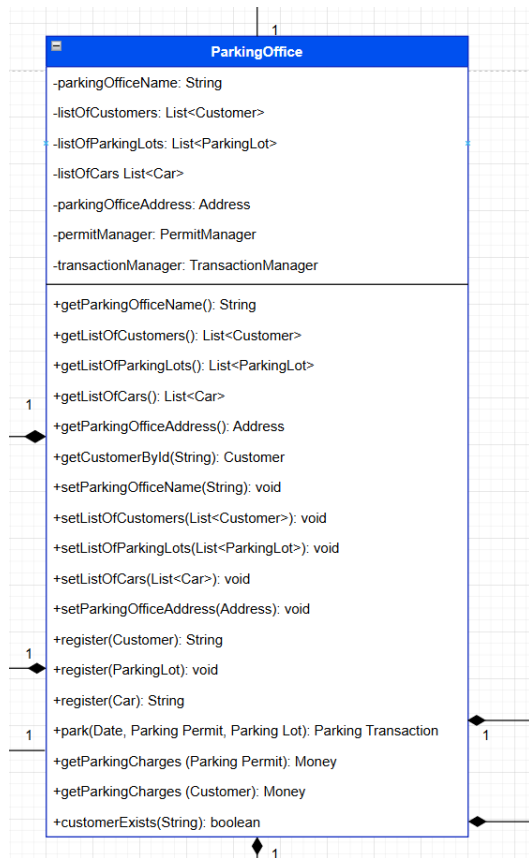 1
ParkingOffice
-parkingOfficeName: String
-listOfCustomers: List<Customer>
-listOfParkingLots: List<ParkingLot>
-listOfCars List<Car>
-parkingOfficeAddress: Address
-permitManager: PermitManager
-transactionManager: TransactionManager
+getParkingOfficeName(): String
+getListOfCustomers(): List<Customer>
+getListOfParkingLots(): List<ParkingLot>
+getListOfCars(): List<Car>
1
+getParkingOfficeAddress(): Address
+getCustomerById(String): Customer
+setParkingOfficeName(String): void
+setListOfCustomers(List<Customer>): void
+setListOfParkingLots(List<ParkingLot>): void
+setListOfCars(List<Car>): void
+setParkingOfficeAddress(Address): void
+register(Customer): String
1
+register(ParkingLot): void
+register(Car): String
+park(Date, Parking Permit, Parking Lot): Parking Transaction
1
1
+getParkingCharges (Parking Permit): Money
+getParkingCharges (Customer): Money
+customerExists(String): boolean
1